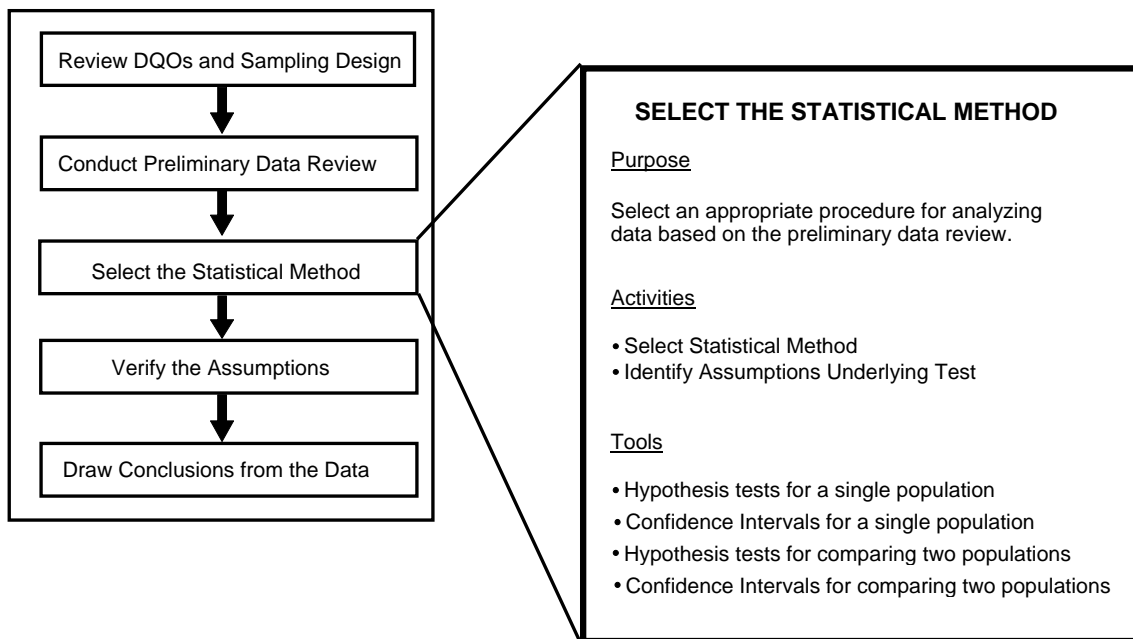 Review DQOs and Sampling Design
Conduct Preliminary Data Review
Select the Statistical Method
Verify the Assumptions
Draw Conclusions from the Data
SELECT THE STATISTICAL METHOD
Purpose
Select an appropriate procedure for analyzing
data based on the preliminary data review.
Activities
• Select Statistical Method
• Identify Assumptions Underlying Test
Tools
• Hypothesis tests for a single population
• Confidence Intervals for a single population
• Hypothesis tests for comparing two populations
• Confidence Intervals for comparing two populations